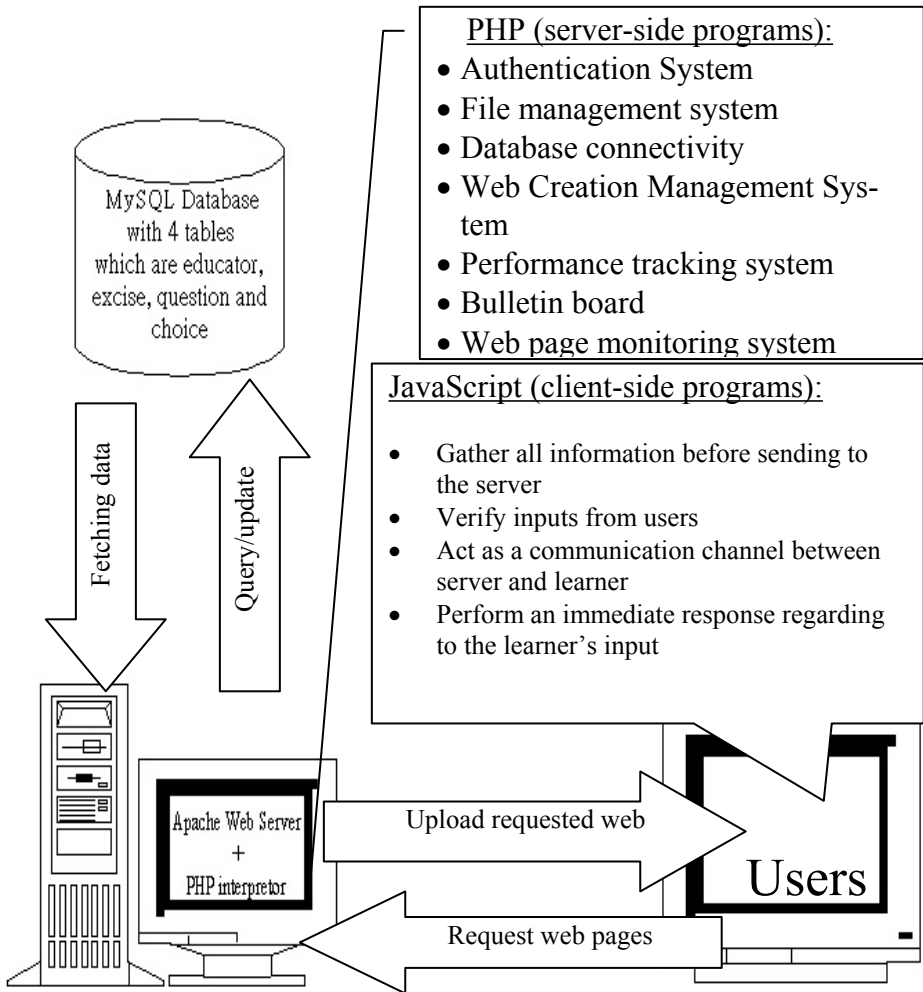 PHP (server-side programs):
• Authentication System
• File management system
• Database connectivity
• Web Creation Management Sys-
tem
• Performance tracking system
• Bulletin board
• Web page monitoring system
MySQL Database
with 4 tables
which are educator,
excise, question and
choice
JavaScript (client-side programs):
• Gather all information before sending to
the server
• Verify inputs from users
• Act as a communication channel between
server and learner
• Perform an immediate response regarding
to the learner's input
Fetching data
Query/update
Apache Web Server
+
PHP interpretor
Upload requested web
Users
Request web pages